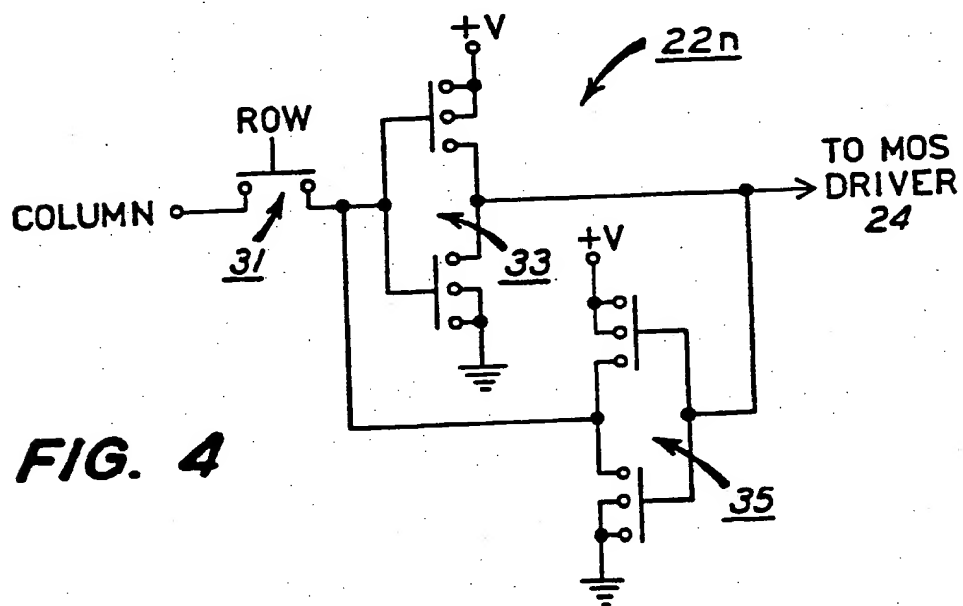 +V
22n
ROW
COLUMN
31
33
TO MOS
DRIVER
24
+V
35
FIG. 4